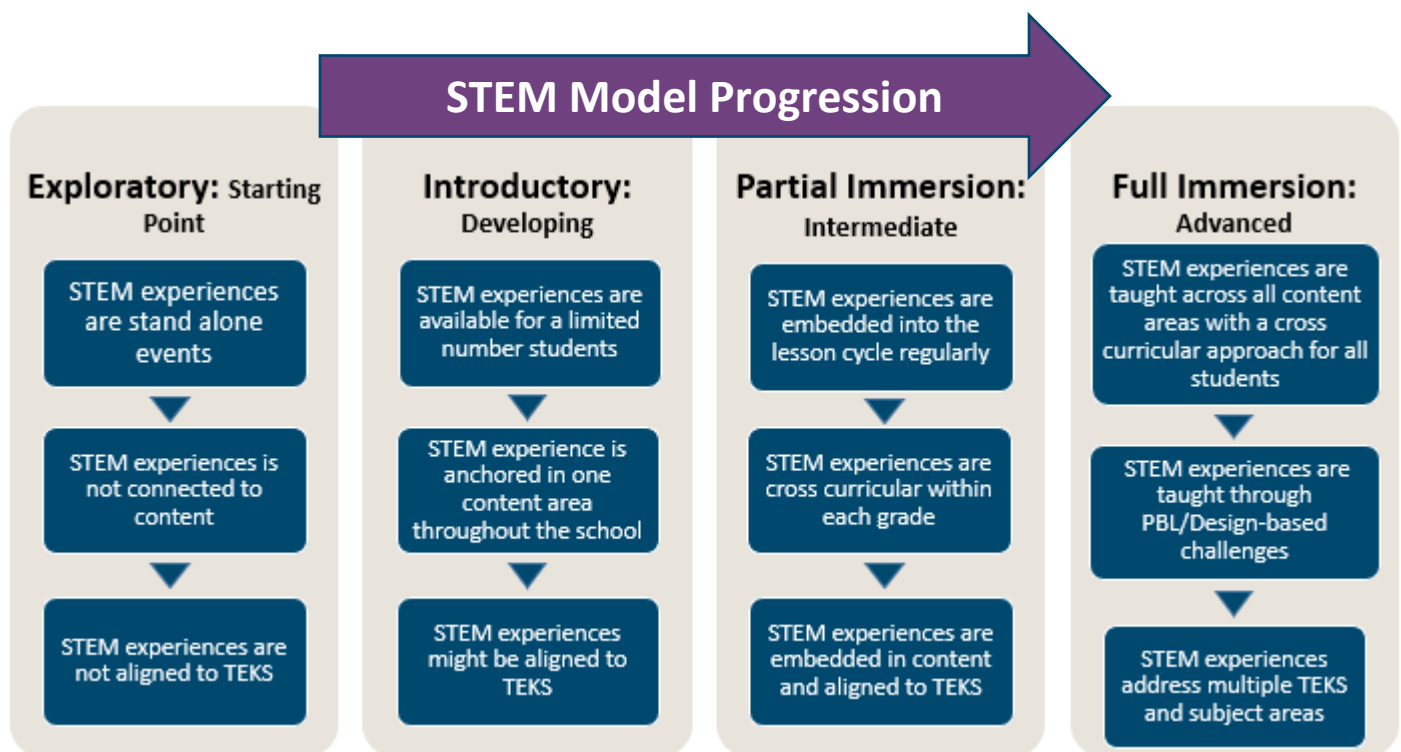 STEM Model Progression
Exploratory: Starting
Point
STEM experiences
are stand alone
events
STEM experiences is
not connected to
content
STEM experiences are
not aligned to TEKS
Introductory:
Developing
STEM experiences are
available for a limited
number students
STEM experience is
anchored in one
content area
throughout the school
STEM experiences
might be aligned to
TEKS
Partial Immersion:
Intermediate
STEM experiences are
embedded into the
lesson cycle regularly
STEM experiences are
cross curricular within
each grade
STEM experiences are
embedded in content
and aligned to TEKS
Full Immersion:
Advanced
STEM experiences are
taught across all content
areas with a cross
curricular approach for all
students
STEM experiences are
taught through
PBL/Design-based
challenges
STEM experiences
address multiple TEKS
and subject areas